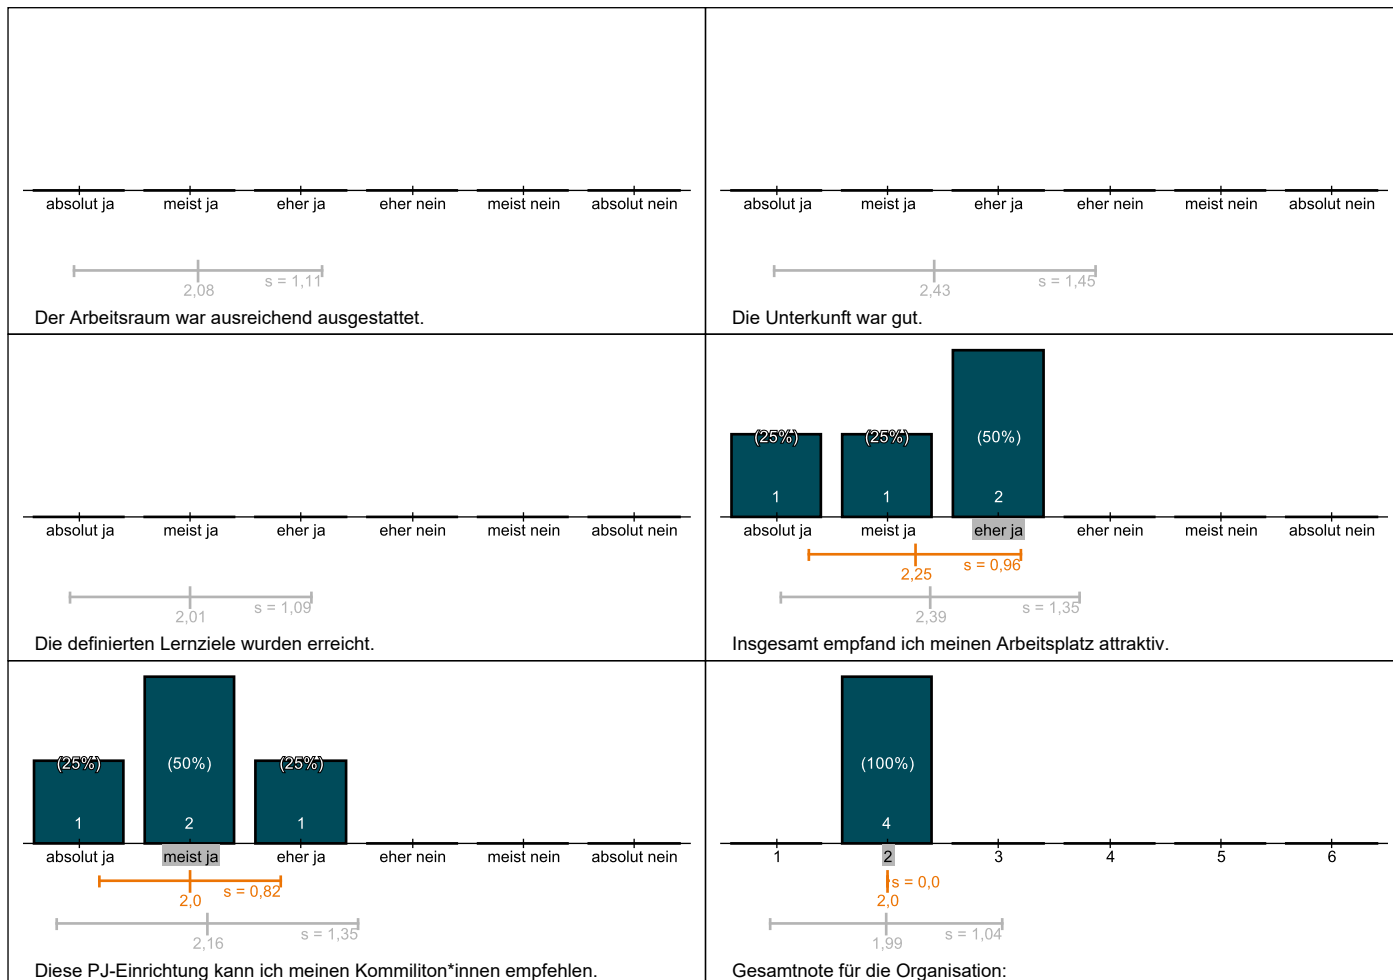 absolut ja meist ja eher ja eher nein meist nein absolut nein
s = 1,11
2,08
Der Arbeitsraum war ausreichend ausgestattet.
absolut ja meist ja eher ja eher nein meist nein absolut nein
s = 1,45
2,43
Die Unterkunft war gut.
absolut ja meist ja eher ja eher nein meist nein absolut nein
s = 1,09
2,01
Die definierten Lernziele wurden erreicht.
(25%) (25%) (50%)
1 1 2
absolut ja meist ja eher ja eher nein meist nein absolut nein
s = 0,96
2,25
s = 1,35
2,39
Insgesamt empfand ich meinen Arbeitsplatz attraktiv.
(25%) (50%) (25%)
1 2 1
absolut ja meist ja eher ja eher nein meist nein absolut nein
s = 0,82
2,0
s = 1,35
2,16
Diese PJ-Einrichtung kann ich meinen Kommiliton*innen empfehlen.
(100%)
4
1 2 3 4 5 6
s = 0,0
2,0
s = 1,04
1,99
Gesamtnote für die Organisation: